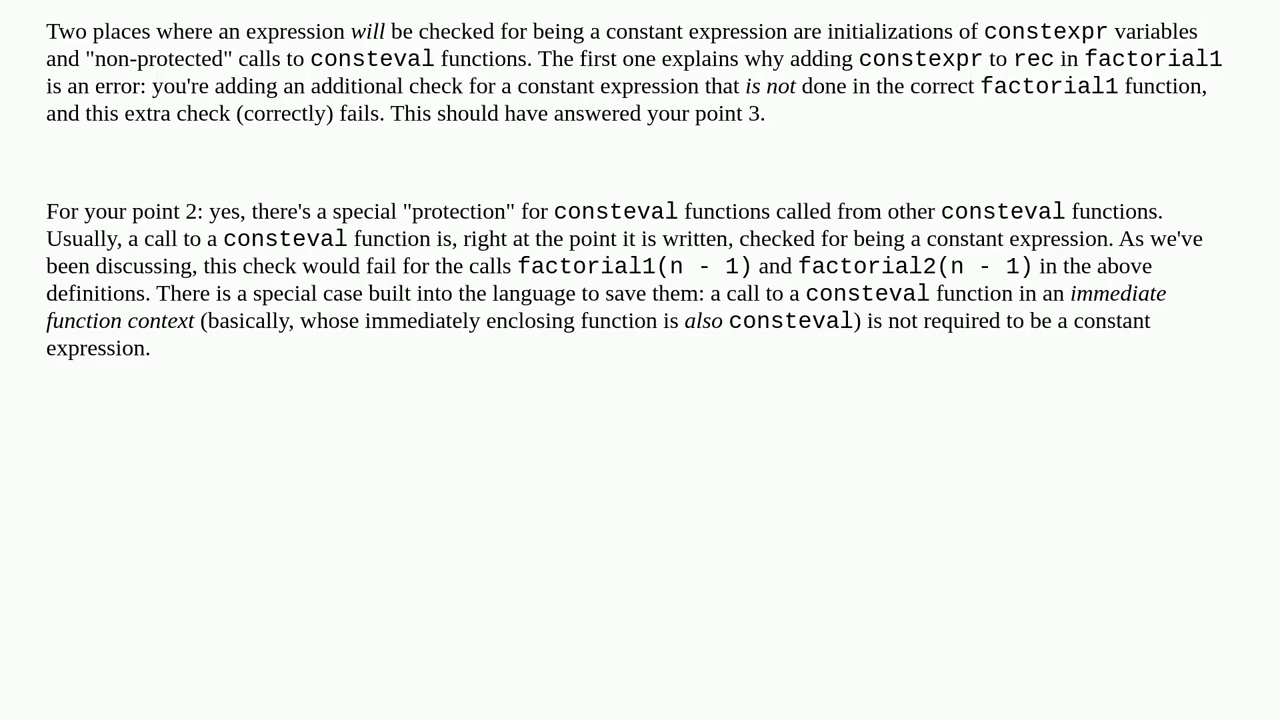 Two places where an expression will be checked for being a constant expression are initializations of constexpr variables
and "non-protected" calls to consteval functions. The first one explains why adding constexpr to rec in factorial1
is an error: you're adding an additional check for a constant expression that is not done in the correct factorial1 function,
and this extra check (correctly) fails. This should have answered your point 3.
For your point 2: yes, there's a special "protection" for consteval functions called from other consteval functions.
Usually, a call to a consteval function is, right at the point it is written, checked for being a constant expression. As we've
been discussing, this check would fail for the calls factorial1(n - 1) and factorial2(n - 1) in the above
definitions. There is a special case built into the language to save them: a call to a consteval function in an immediate
function context (basically, whose immediately enclosing function is also consteval) is not required to be a constant
expression.